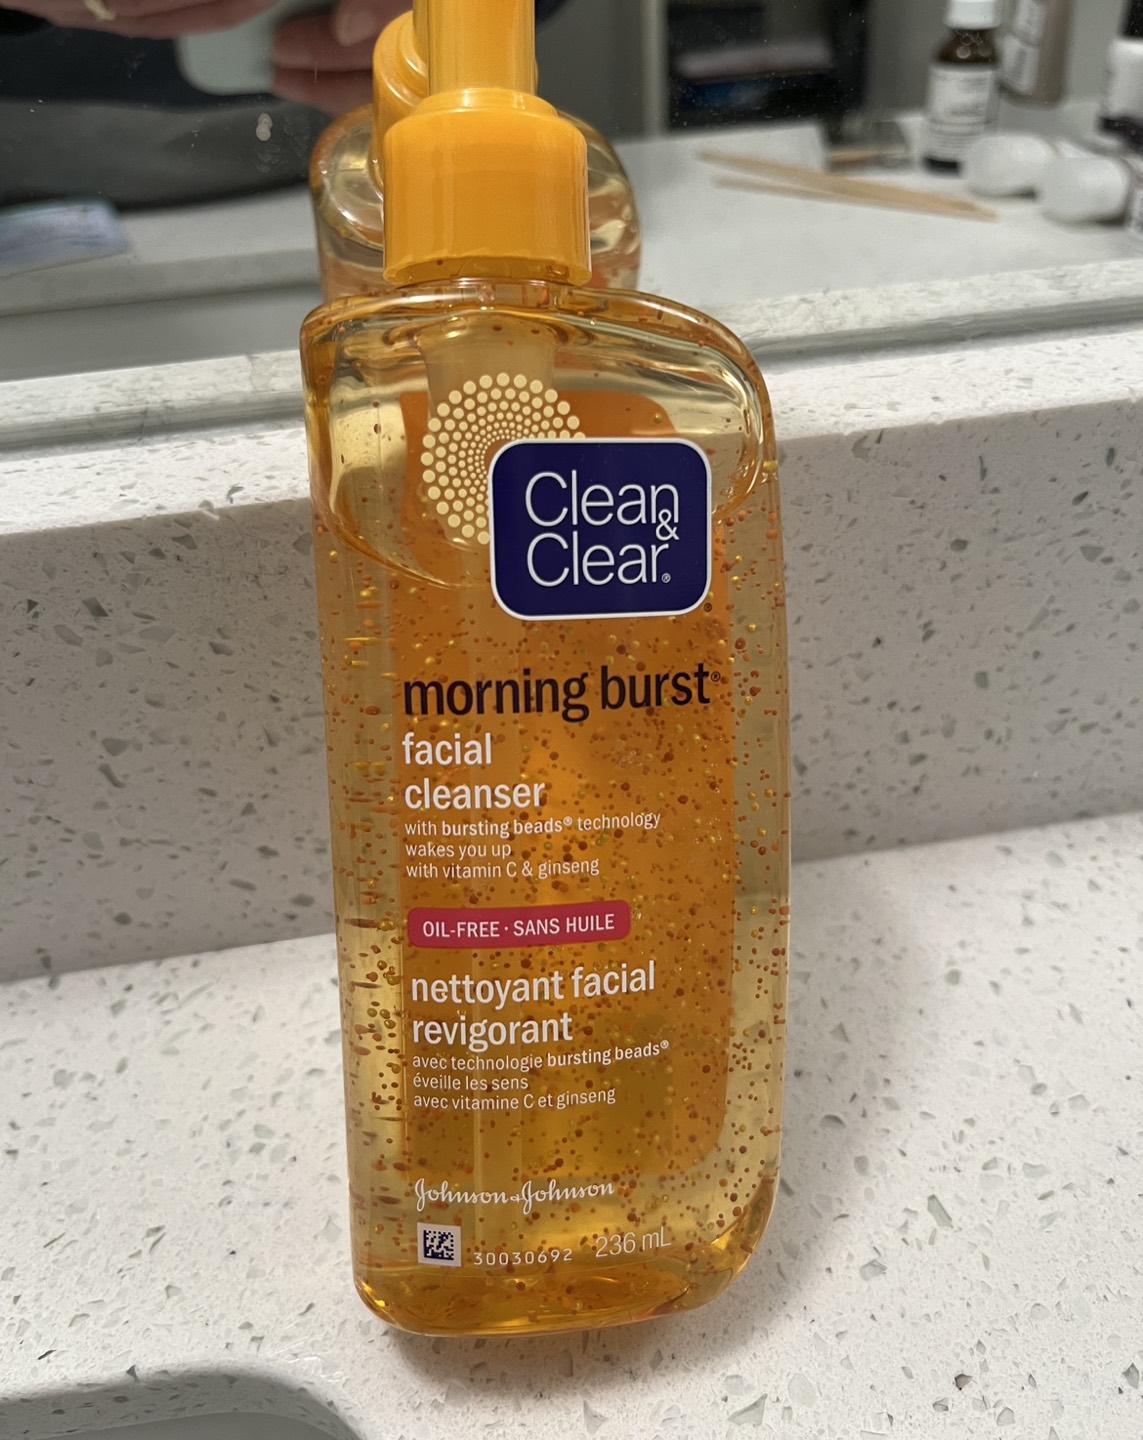 Clean
&
Clear®
®
morning burst®
facial
cleanser
with bursting beads® technology
wakes you up
with vitamin C & ginseng
OIL-FREE · SANS HUILE
nettoyant facial
revigorant
avec technologie bursting beads®
éveille les sens
avec vitamine C et ginseng
Johnson & Johnson
30030692 236 mL